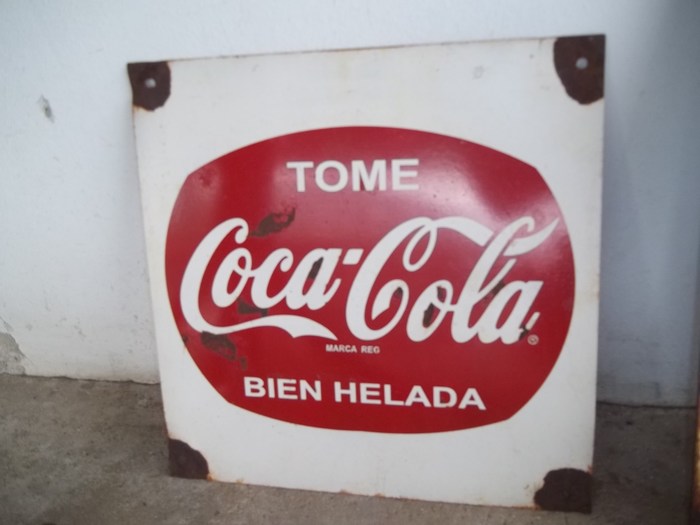 TOME
Coca-Cola®
MARCA REG
BIEN HELADA